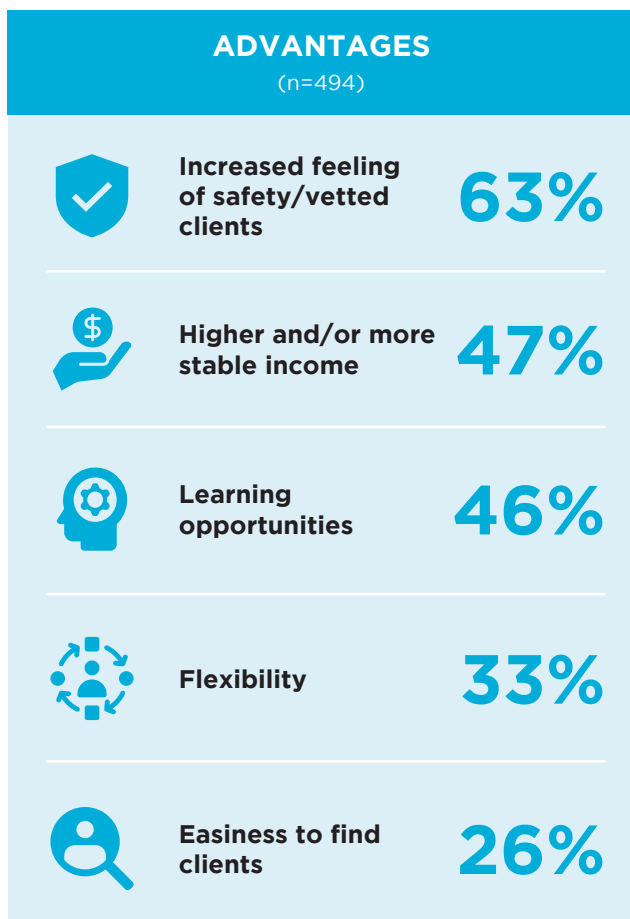 ADVANTAGES
(n=494)
Increased feeling
of safety/vetted
clients
63%
$
Higher and/or more
stable income
47%
Learning
opportunities
46%
Flexibility
33%
Easiness to find
clients
26%